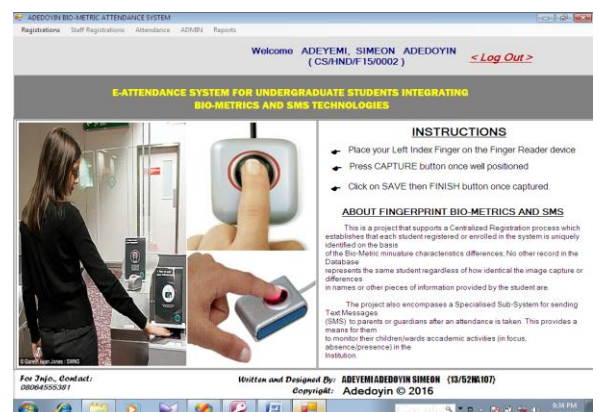 ADEDOYIN BIO-METRIC ATTENDANCE SYSTEM
Registrations Staff Registrations Attendance ADMIN Reports
Welcome ADEYEMI, SIMEON ADEDOYIN
( CS/HND/F15/0002 )
< Log Out >
E-ATTENDANCE SYSTEM FOR UNDERGRADUATE STUDENTS INTEGRATING
BIO-METRICS AND SMS TECHNOLOGIES
INSTRUCTIONS
Place your Left Index Finger on the Finger Reader device
Press CAPTURE button once well positioned
Click on SAVE then FINISH button once captured.
ABOUT FINGERPRINT BIO-METRICS AND SMS
This is a project that supports a Centralized Registration process which
establishes that each student registered or enrolled in the system is uniquely
identified on the basis
of the Bio-Metric minuature characteristics differences; No other record in the
Database
represents the same student regardless of how identical the image capture or
differences
in names or other pieces of information provided by the student are.
The project also encompasses a Specialised Sub-System for sending
Text Messages
(SMS) to parents or guardians after an attendance is taken. This provides a
means for them
to monitor their children/wards accademic activities (in focus,
absence/presence) in the
Institution.
© Gareth Iwan Jones / SWNS
For Info., Contact:
08064555381
Written and Designed By: ADEYEMI ADEDOYIN SIMEON (13/52HA107)
Copyright: Adedoyin © 2016
9:34 PM